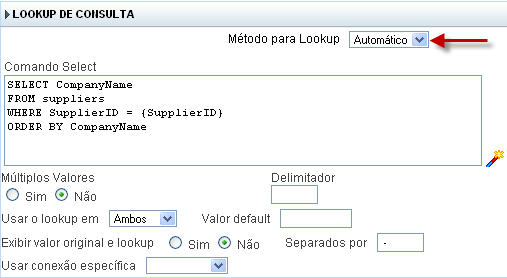 LOOKUP DE CONSULTA
Método para Lookup Automático
Comando Select
SELECT CompanyName
FROM suppliers
WHERE SupplierID = {SupplierID}
ORDER BY CompanyName
Múltiplos Valores Delimitador
Sim Não
Usar o lookup em Ambos Valor default
Exibir valor original e lookup Sim Não Separados por -
Usar conexão específica